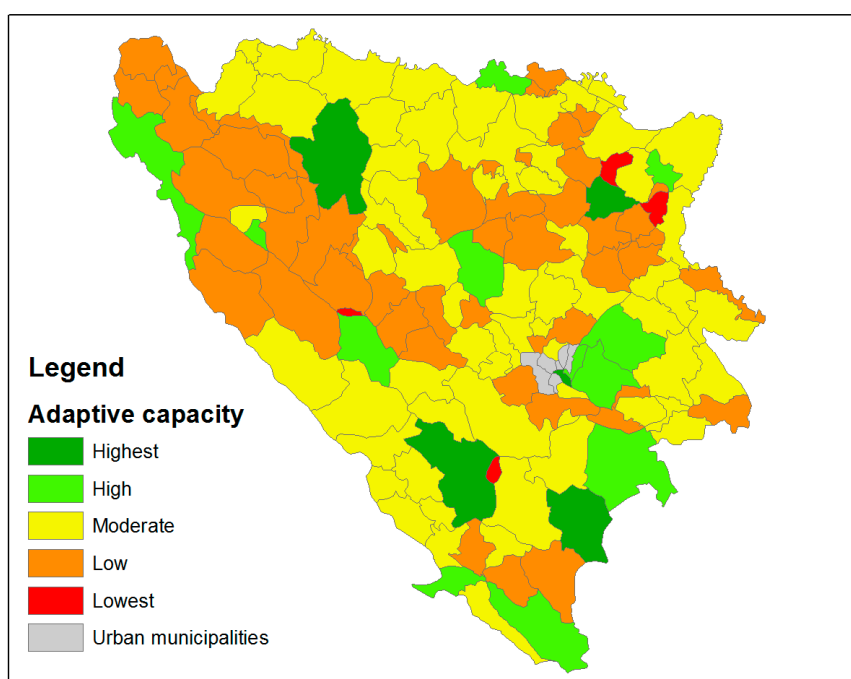 Legend
Adaptive capacity
Highest
High
Moderate
Low
Lowest
Urban municipalities